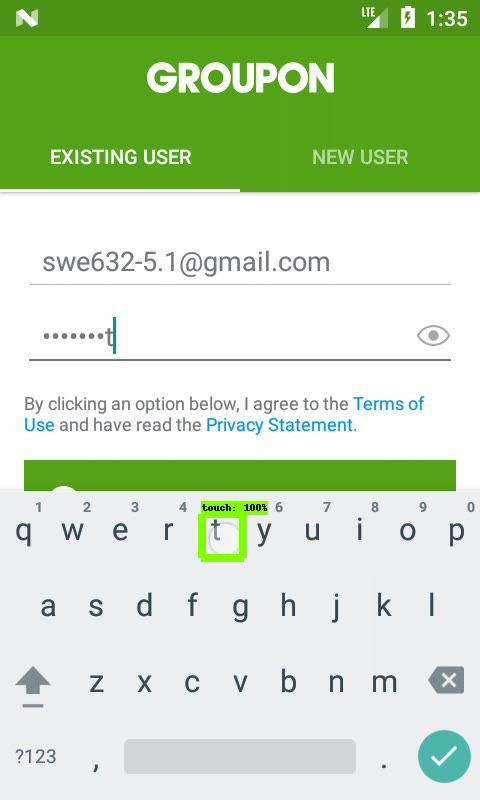 LTE 1:35
GROUPON
EXISTING USER NEW USER
swe632-5.1@gmail.com
•••••••t
By clicking an option below, I agree to the Terms of
Use and have read the Privacy Statement.
touch: 100%
1 2 3 4 6 7 8 9 0
q w e r t y u i o p
a s d f g h j k l
z x c v b n m
?123 , .